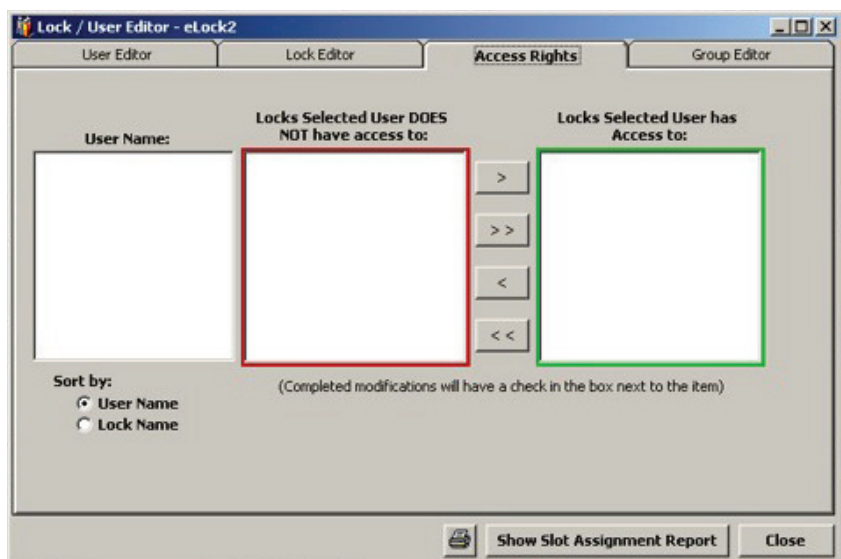 Lock / User Editor - eLock2
User Editor
Lock Editor
Access Rights
Group Editor
User Name:
Locks Selected User DOES
NOT have access to:
Locks Selected User has
Access to:
>
> >
<
< <
Sort by:
User Name
Lock Name
(Completed modifications will have a check in the box next to the item)
Show Slot Assignment Report
Close